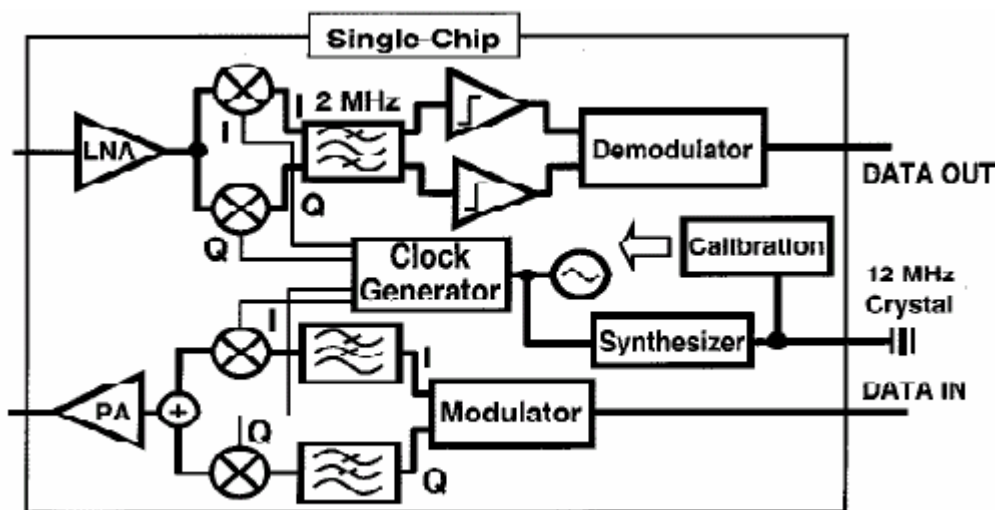 Single-Chip
I
2 MHz
LNA
I
Demodulator
DATA OUT
Q
Q
Clock
Generator
Calibration
12 MHz
Crystal
I
Synthesizer
I
PA
+
Modulator
DATA IN
Q
Q